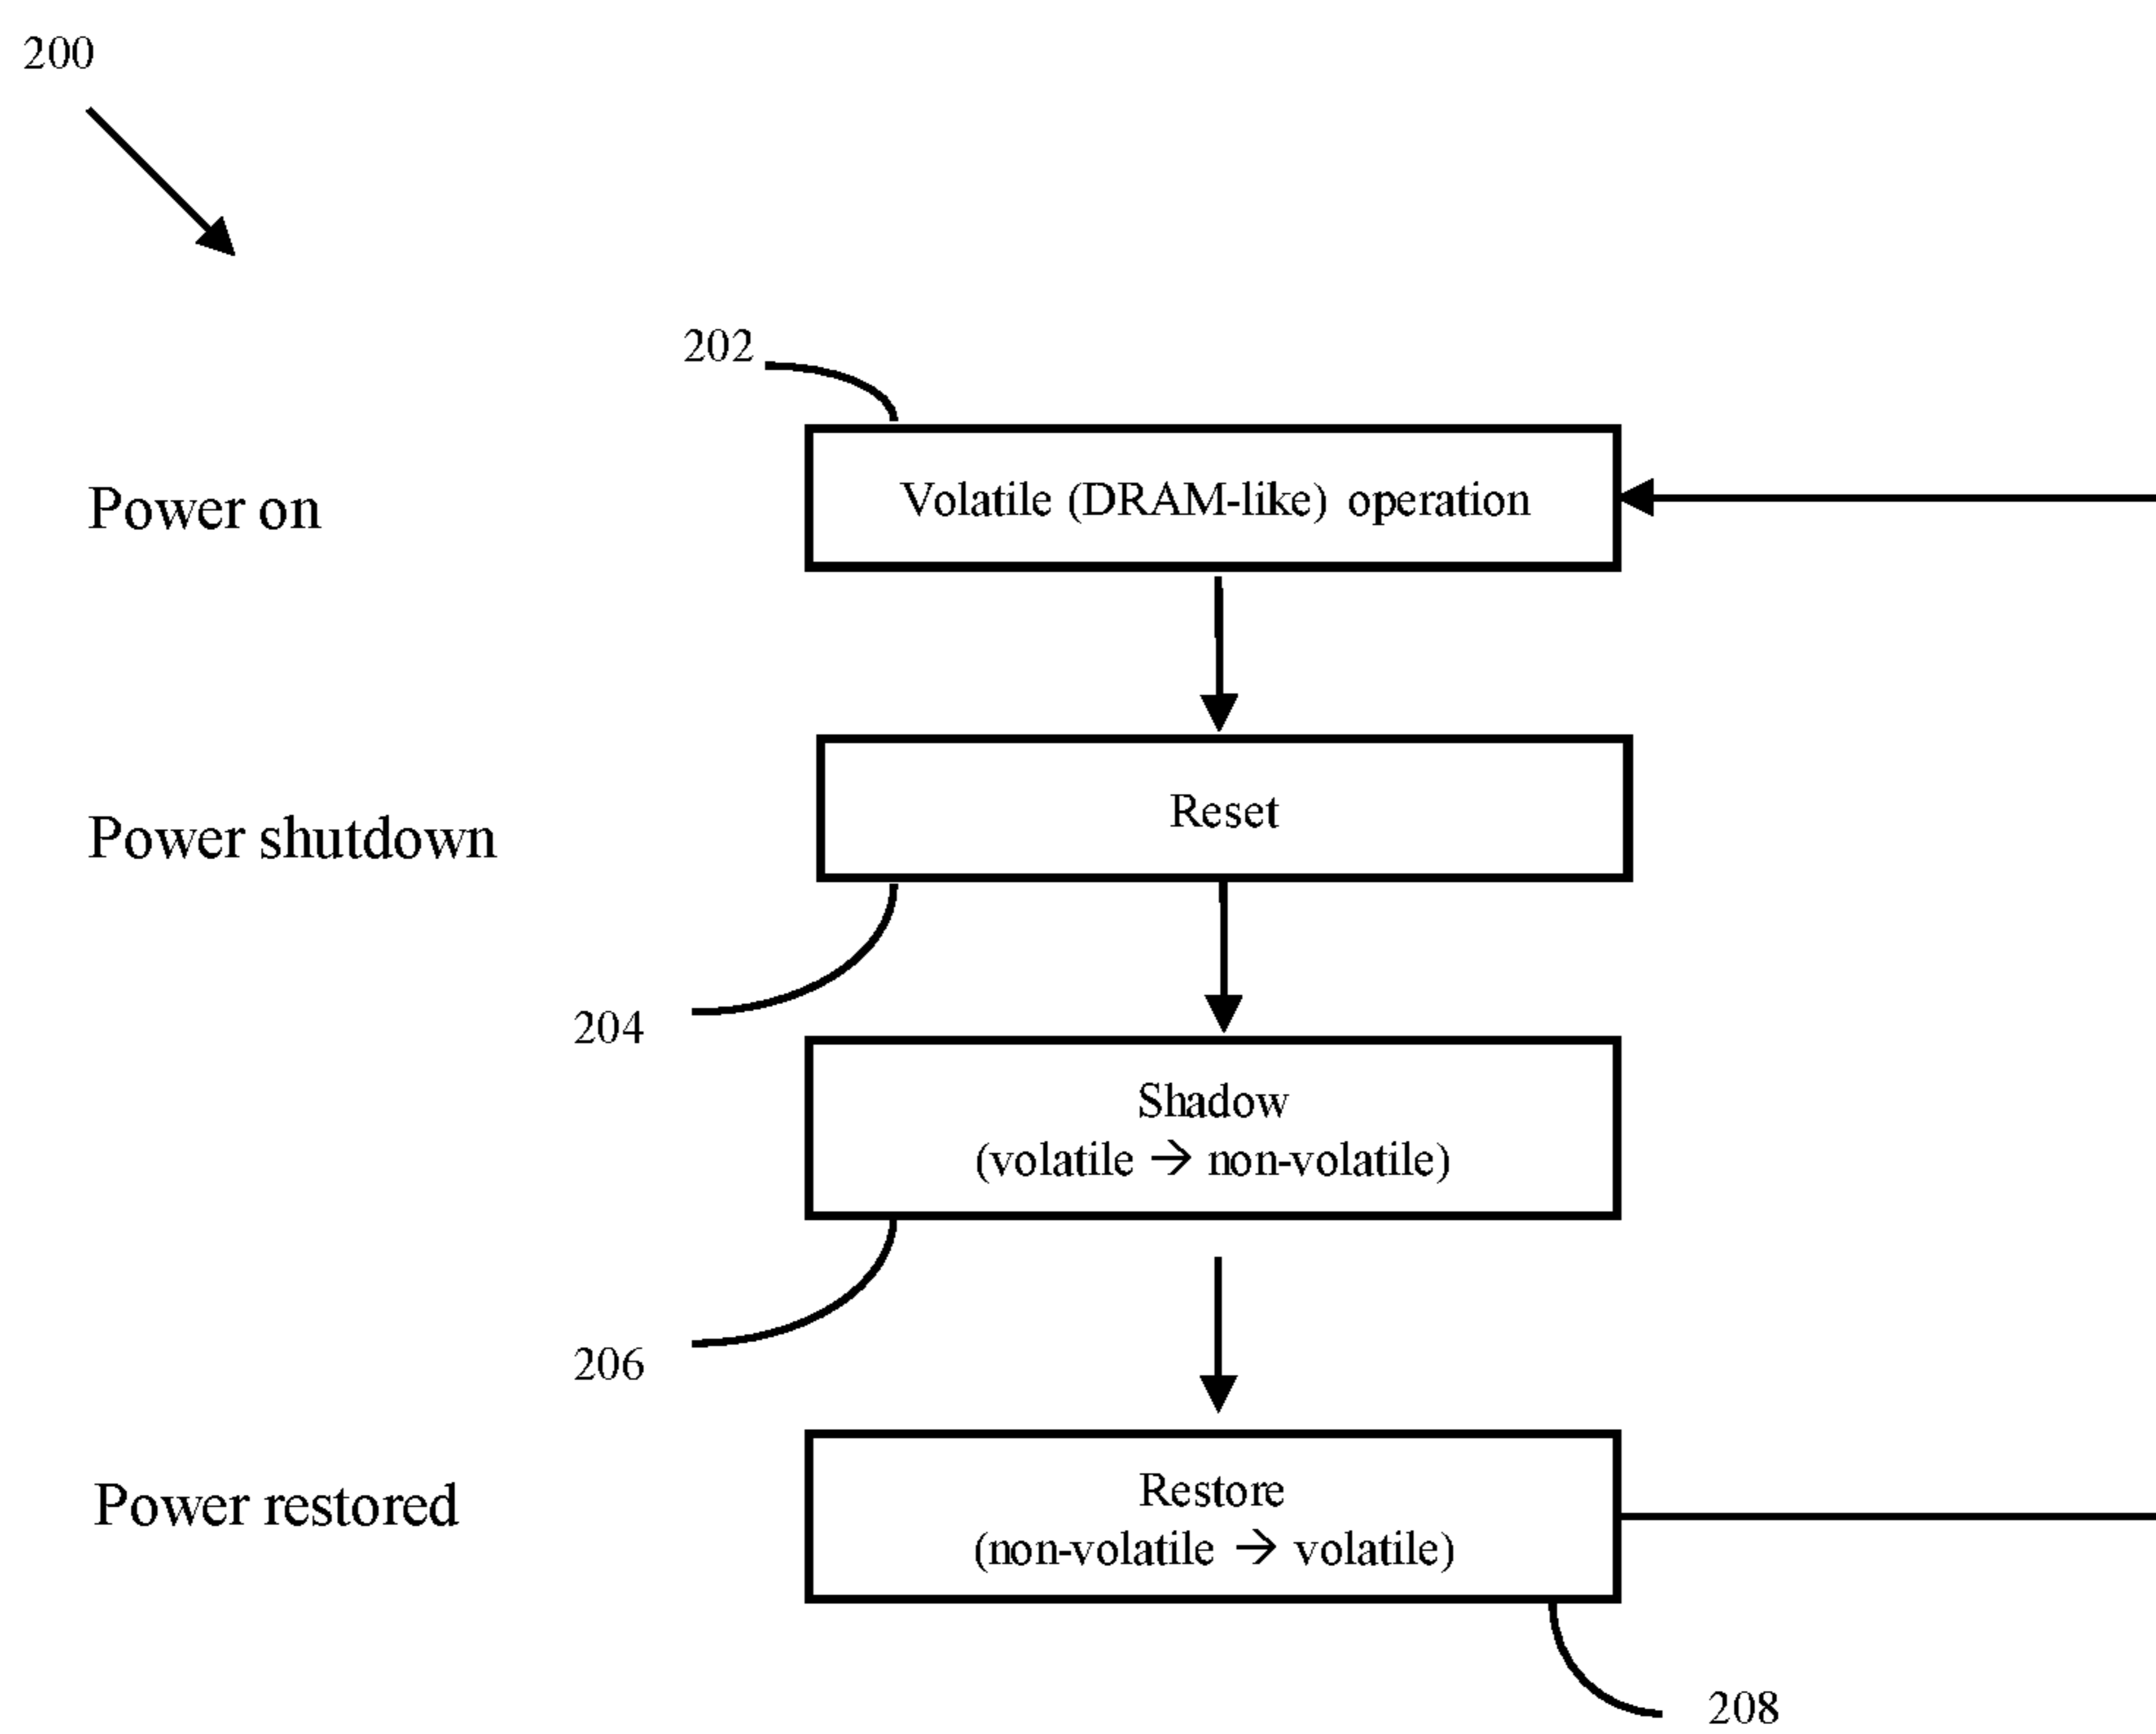 200
202
Power on
Volatile (DRAM-like) operation
Power shutdown
Reset
204
Shadow
(volatile → non-volatile)
206
Power restored
Restore
(non-volatile → volatile)
208